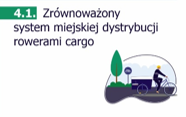 4.1. Zrównoważony
system miejskiej dystrybucji
rowerami cargo